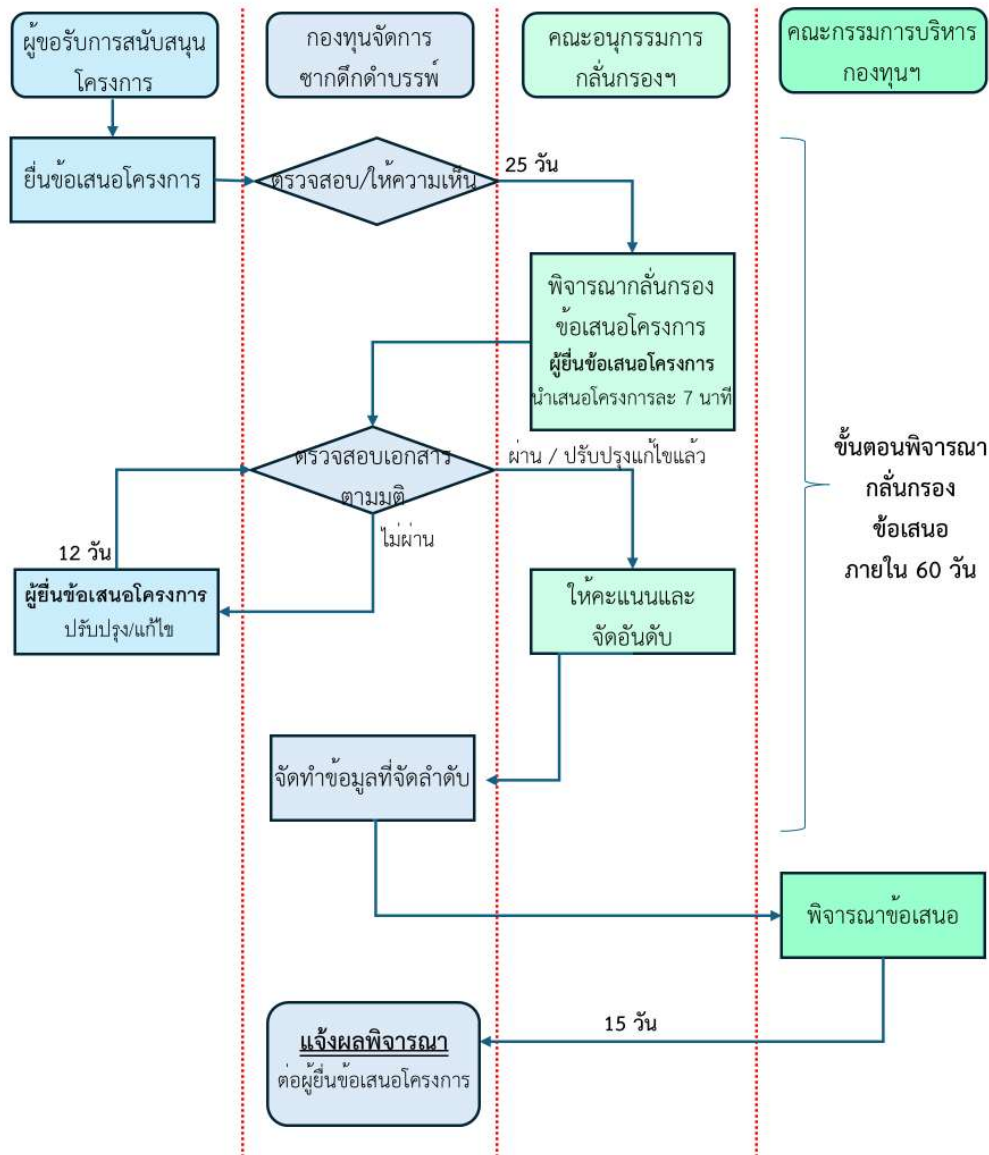 ผู้ขอรับการสนับสนุน
โครงการ
กองทุนจัดการ
ซากดึกดำบรรพ์
คณะอนุกรรมการ
กลั่นกรองฯ
คณะกรรมการบริหาร
กองทุนฯ
ยื่นข้อเสนอโครงการ
ตรวจสอบ/ให้ความเห็น
25 วัน
พิจารณากลั่นกรอง
ข้อเสนอโครงการ
ผู้ยื่นข้อเสนอโครงการ
นำเสนอโครงการละ 7 นาที
ตรวจสอบเอกสาร
ตามมติ
ผ่าน / ปรับปรุงแก้ไขแล้ว
ไม่ผ่าน
12 วัน
ผู้ยื่นข้อเสนอโครงการ
ปรับปรุง/แก้ไข
ให้คะแนนและ
จัดอันดับ
ขั้นตอนพิจารณา
กลั่นกรอง
ข้อเสนอ
ภายใน 60 วัน
จัดทำข้อมูลที่จัดลำดับ
พิจารณาข้อเสนอ
15 วัน
แจ้งผลพิจารณา
ต่อผู้ยื่นข้อเสนอโครงการ